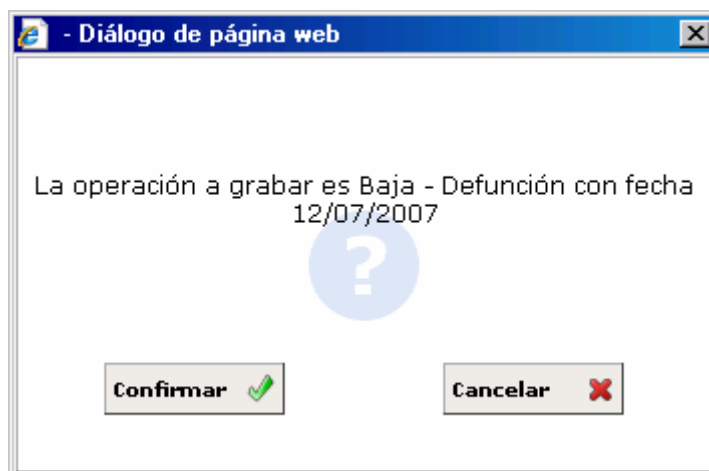 - Diálogo de página web
La operación a grabar es Baja - Defunción con fecha
12/07/2007
?
Confirmar
Cancelar